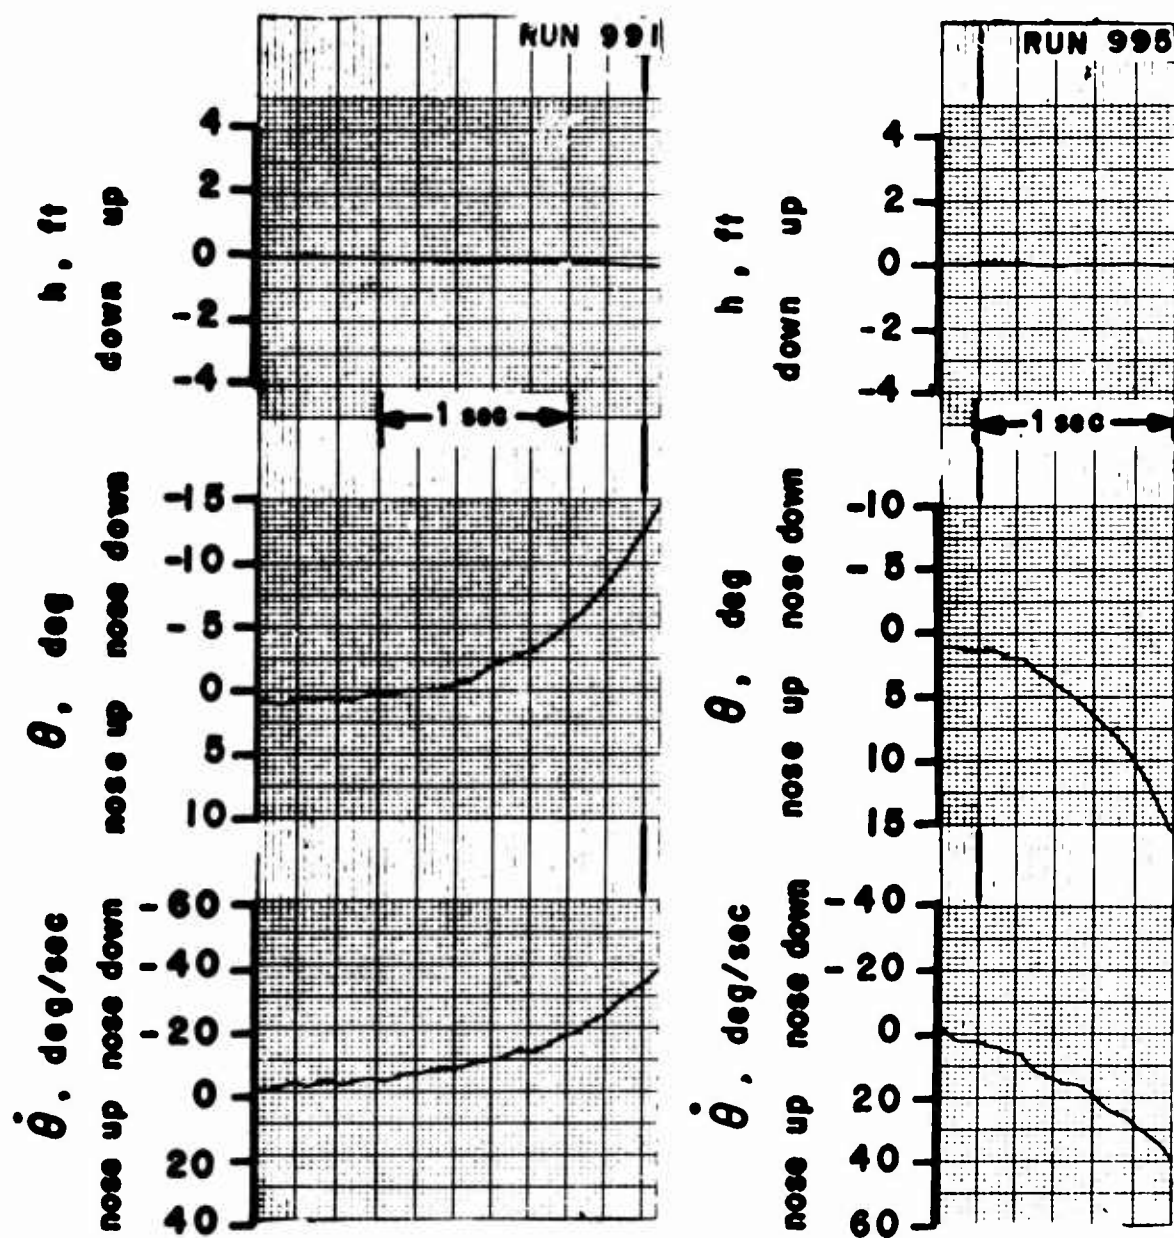 RUN 991
h, ft
down up
4
2
0
-2
-4
1 sec
θ, deg
nose up nose down
-15
-10
-5
0
5
10
θ̇, deg/sec
nose up nose down
-60
-40
-20
0
20
40
RUN 995
h, ft
down up
4
2
0
-2
-4
1 sec
θ, deg
nose up nose down
-10
-5
0
5
10
15
θ̇, deg/sec
nose up nose down
-40
-20
0
20
40
60